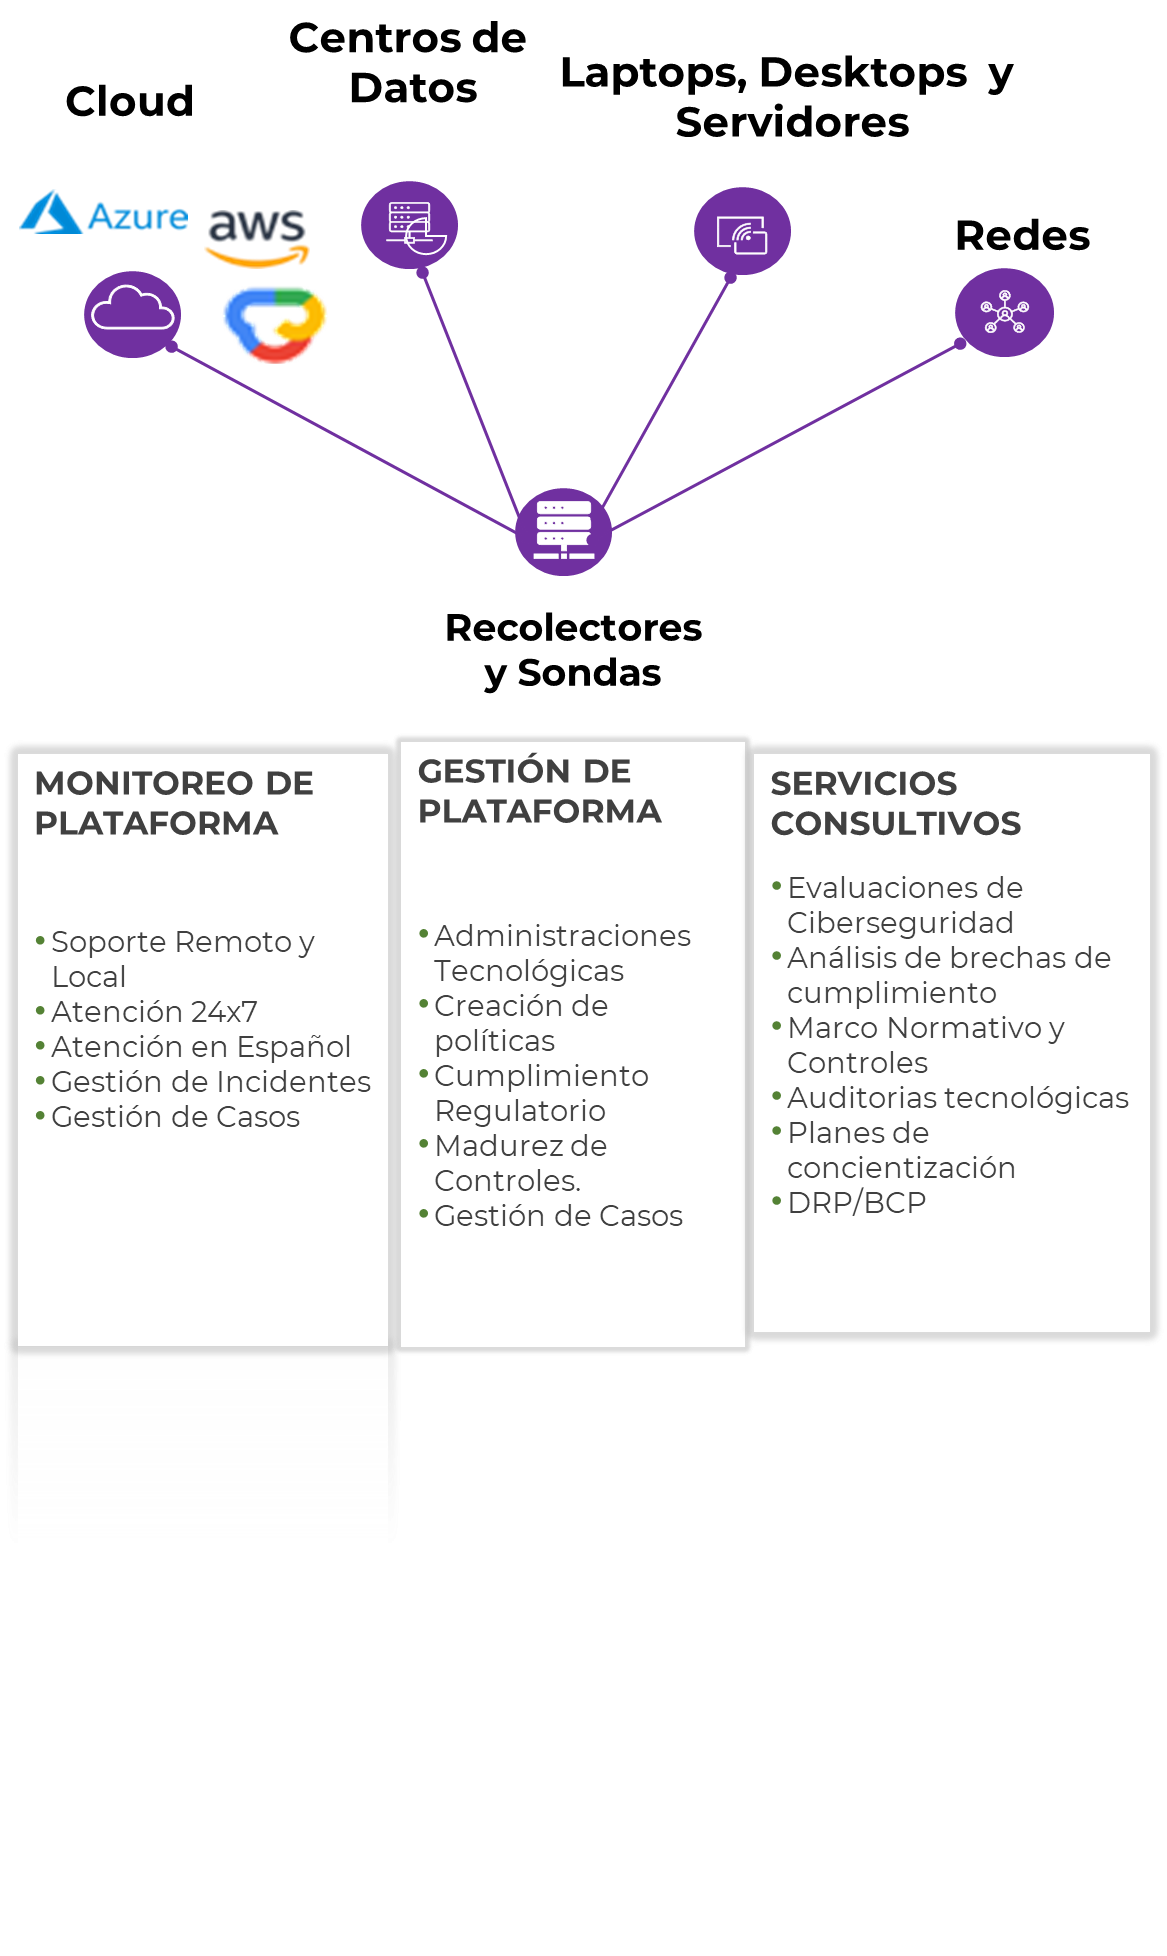 Centros de
Datos
Cloud
Laptops, Desktops y
Servidores
Azure
aws
Redes
Recolectores
y Sondas
MONITOREO DE
PLATAFORMA
• Soporte Remoto y
Local
• Atención 24x7
• Atención en Español
• Gestión de Incidentes
• Gestión de Casos
GESTIÓN DE
PLATAFORMA
• Administraciones
Tecnológicas
• Creación de
políticas
• Cumplimiento
Regulatorio
• Madurez de
Controles.
• Gestión de Casos
SERVICIOS
CONSULTIVOS
• Evaluaciones de
Ciberseguridad
• Análisis de brechas de
cumplimiento
• Marco Normativo y
Controles
• Auditorias tecnológicas
• Planes de
concientización
• DRP/BCP